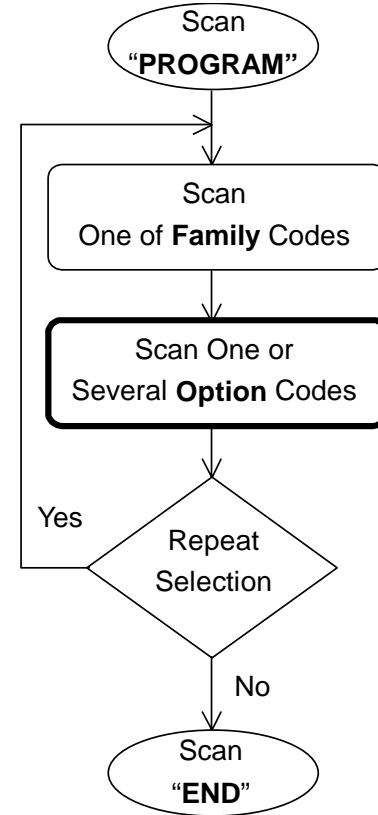 Scan
“PROGRAM”
Scan
One of Family Codes
Scan One or
Several Option Codes
Yes
Repeat
Selection
No
Scan
“END”